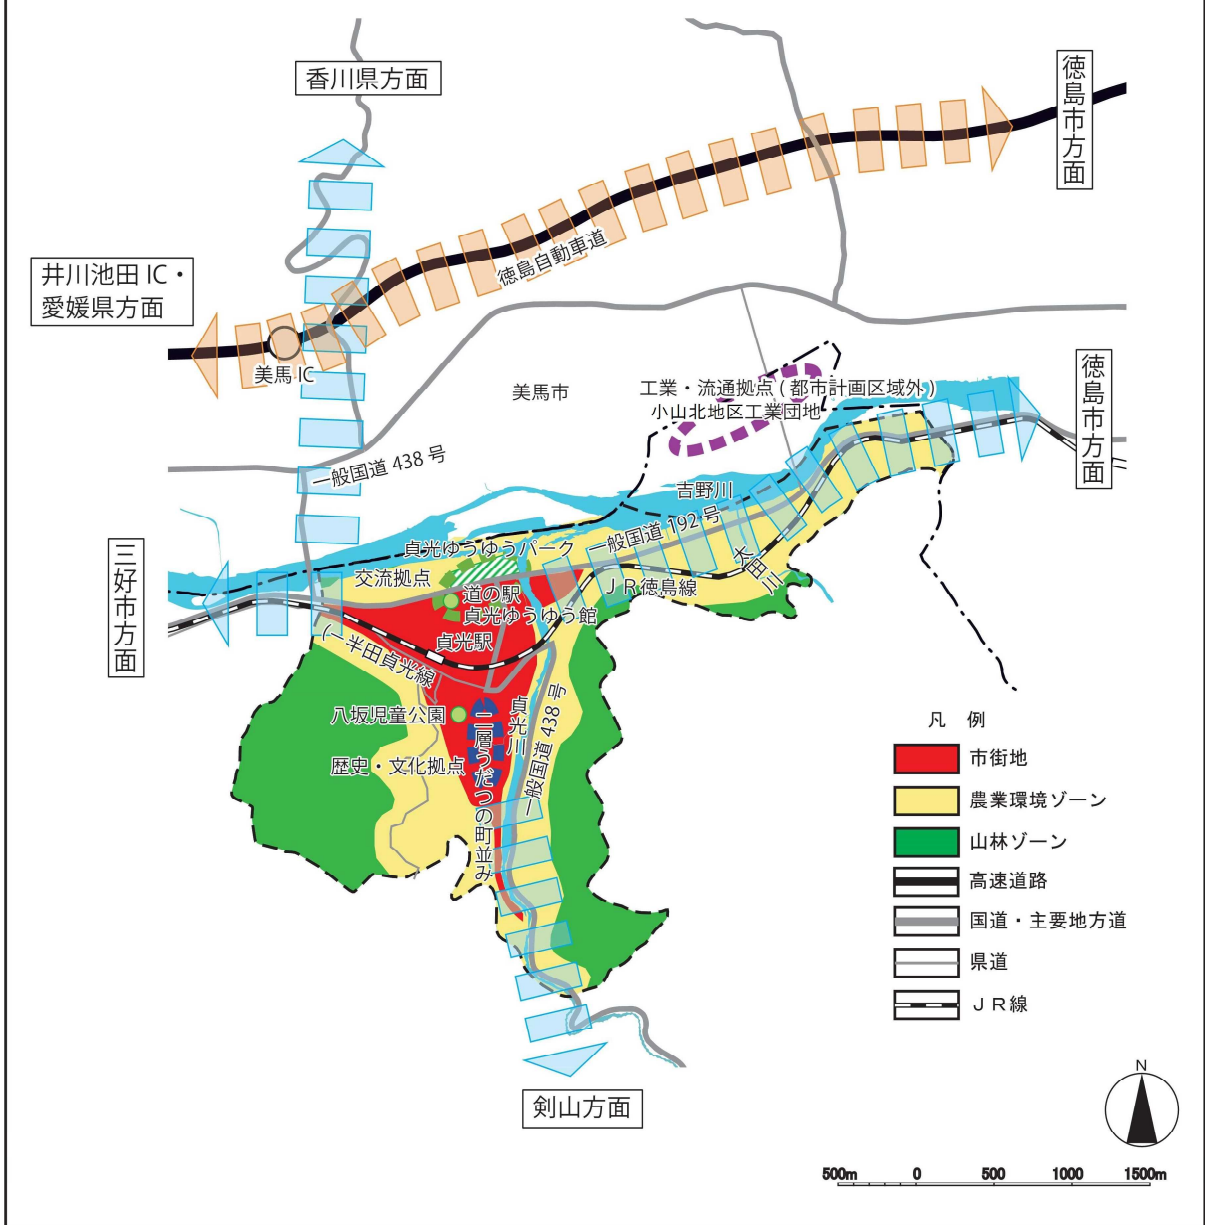 香川県方面
徳島市方面
井川池田 IC・
愛媛県方面
徳島自動車道
美馬 IC
美馬市
工業・流通拠点 ( 都市計画区域外 )
小山北地区工業団地
徳島市方面
一般国道 438 号
吉野川
一般国道 192 号
貞光ゆうゆうパーク
交流拠点
太田川
三好市方面
道の駅
貞光ゆうゆう館
ＪＲ徳島線
貞光駅
(一半田貞光線
八坂児童公園
貞光川
一般国道 438 号
二層うだつの町並み
歴史・文化拠点
剣山方面
凡 例
市街地
農業環境ゾーン
山林ゾーン
高速道路
国道・主要地方道
県道
ＪＲ線
N
500m 0 500 1000 1500m